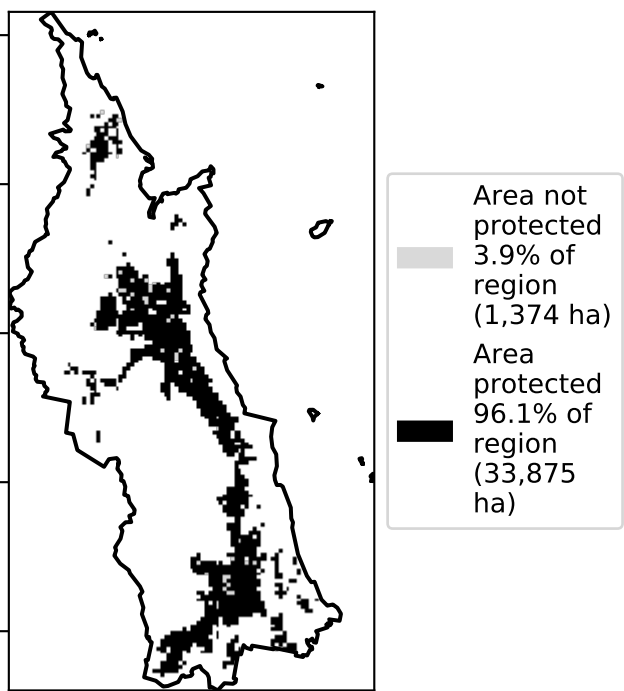 Area not
protected
3.9% of
region
(1,374 ha)
Area
protected
96.1% of
region
(33,875
ha)